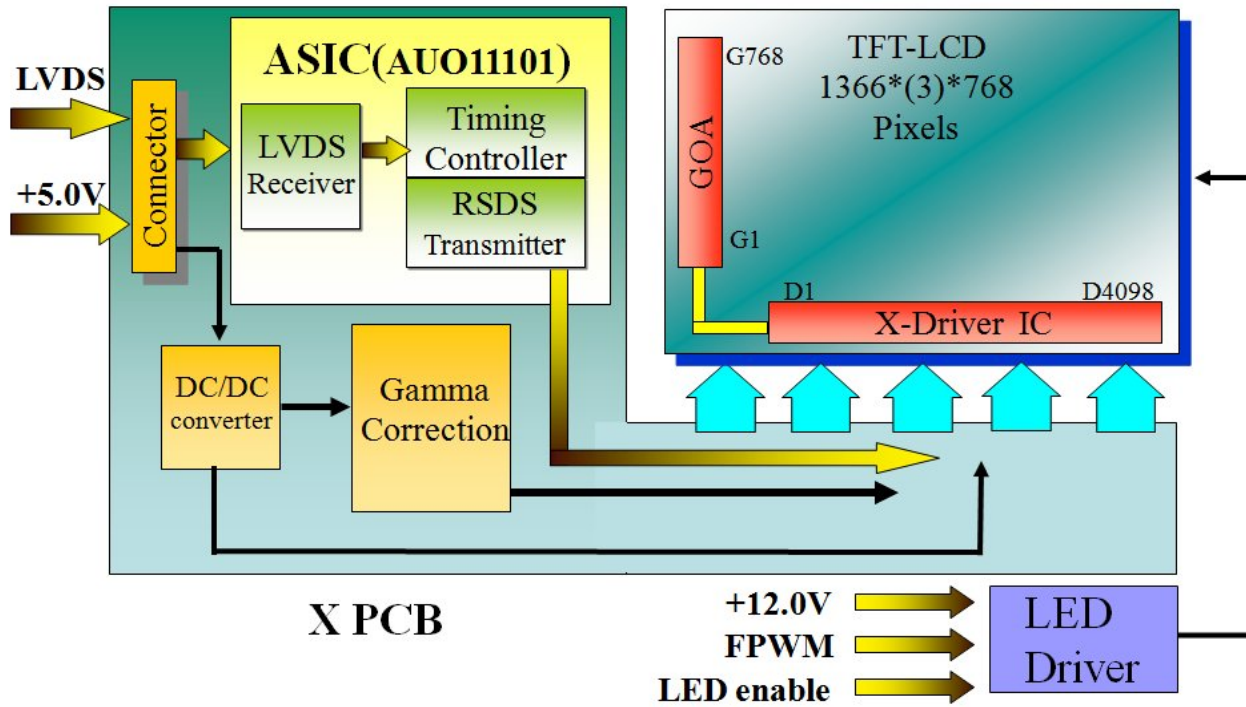 LVDS
+5.0V
Connector
ASIC(AUO11101)
LVDS
Receiver
Timing
Controller
RSDS
Transmitter
DC/DC
converter
Gamma
Correction
X PCB
TFT-LCD
1366*(3)*768
Pixels
G768
GOA
G1
D1
D4098
X-Driver IC
+12.0V
FPWM
LED enable
LED
Driver